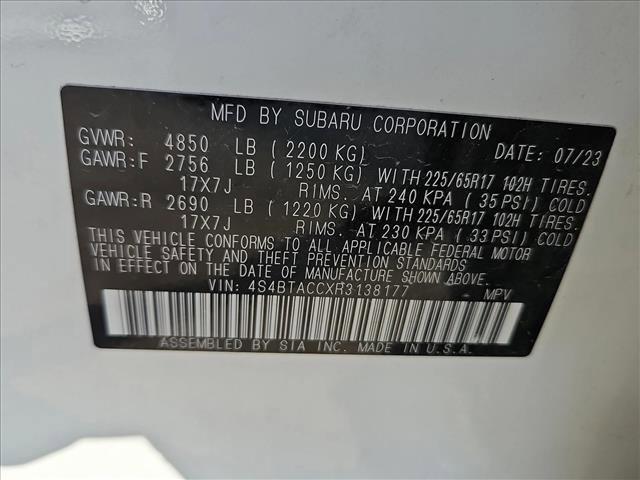 MFD BY SUBARU CORPORATION
GVWR: 4850 LB (2200 KG) DATE: 07/23
GAWR:F 2756 LB (1250 KG) WITH 225/65R17 102H TIRES.
17X7J RIMS. AT 240 KPA (35 PSI) COLD
GAWR:R 2690 LB (1220 KG) WITH 225/65R17 102H TIRES.
17X7J RIMS. AT 230 KPA (33 PSI) COLD
THIS VEHICLE CONFORMS TO ALL APPLICABLE FEDERAL MOTOR
VEHICLE SAFETY AND THEFT PREVENTION STANDARDS
IN EFFECT ON THE DATE OF MANUFACTURE SHOWN ABOVE.
VIN: 4S4BTACCXR3138177 MPV
ASSEMBLED BY SIA INC. MADE IN U.S.A.